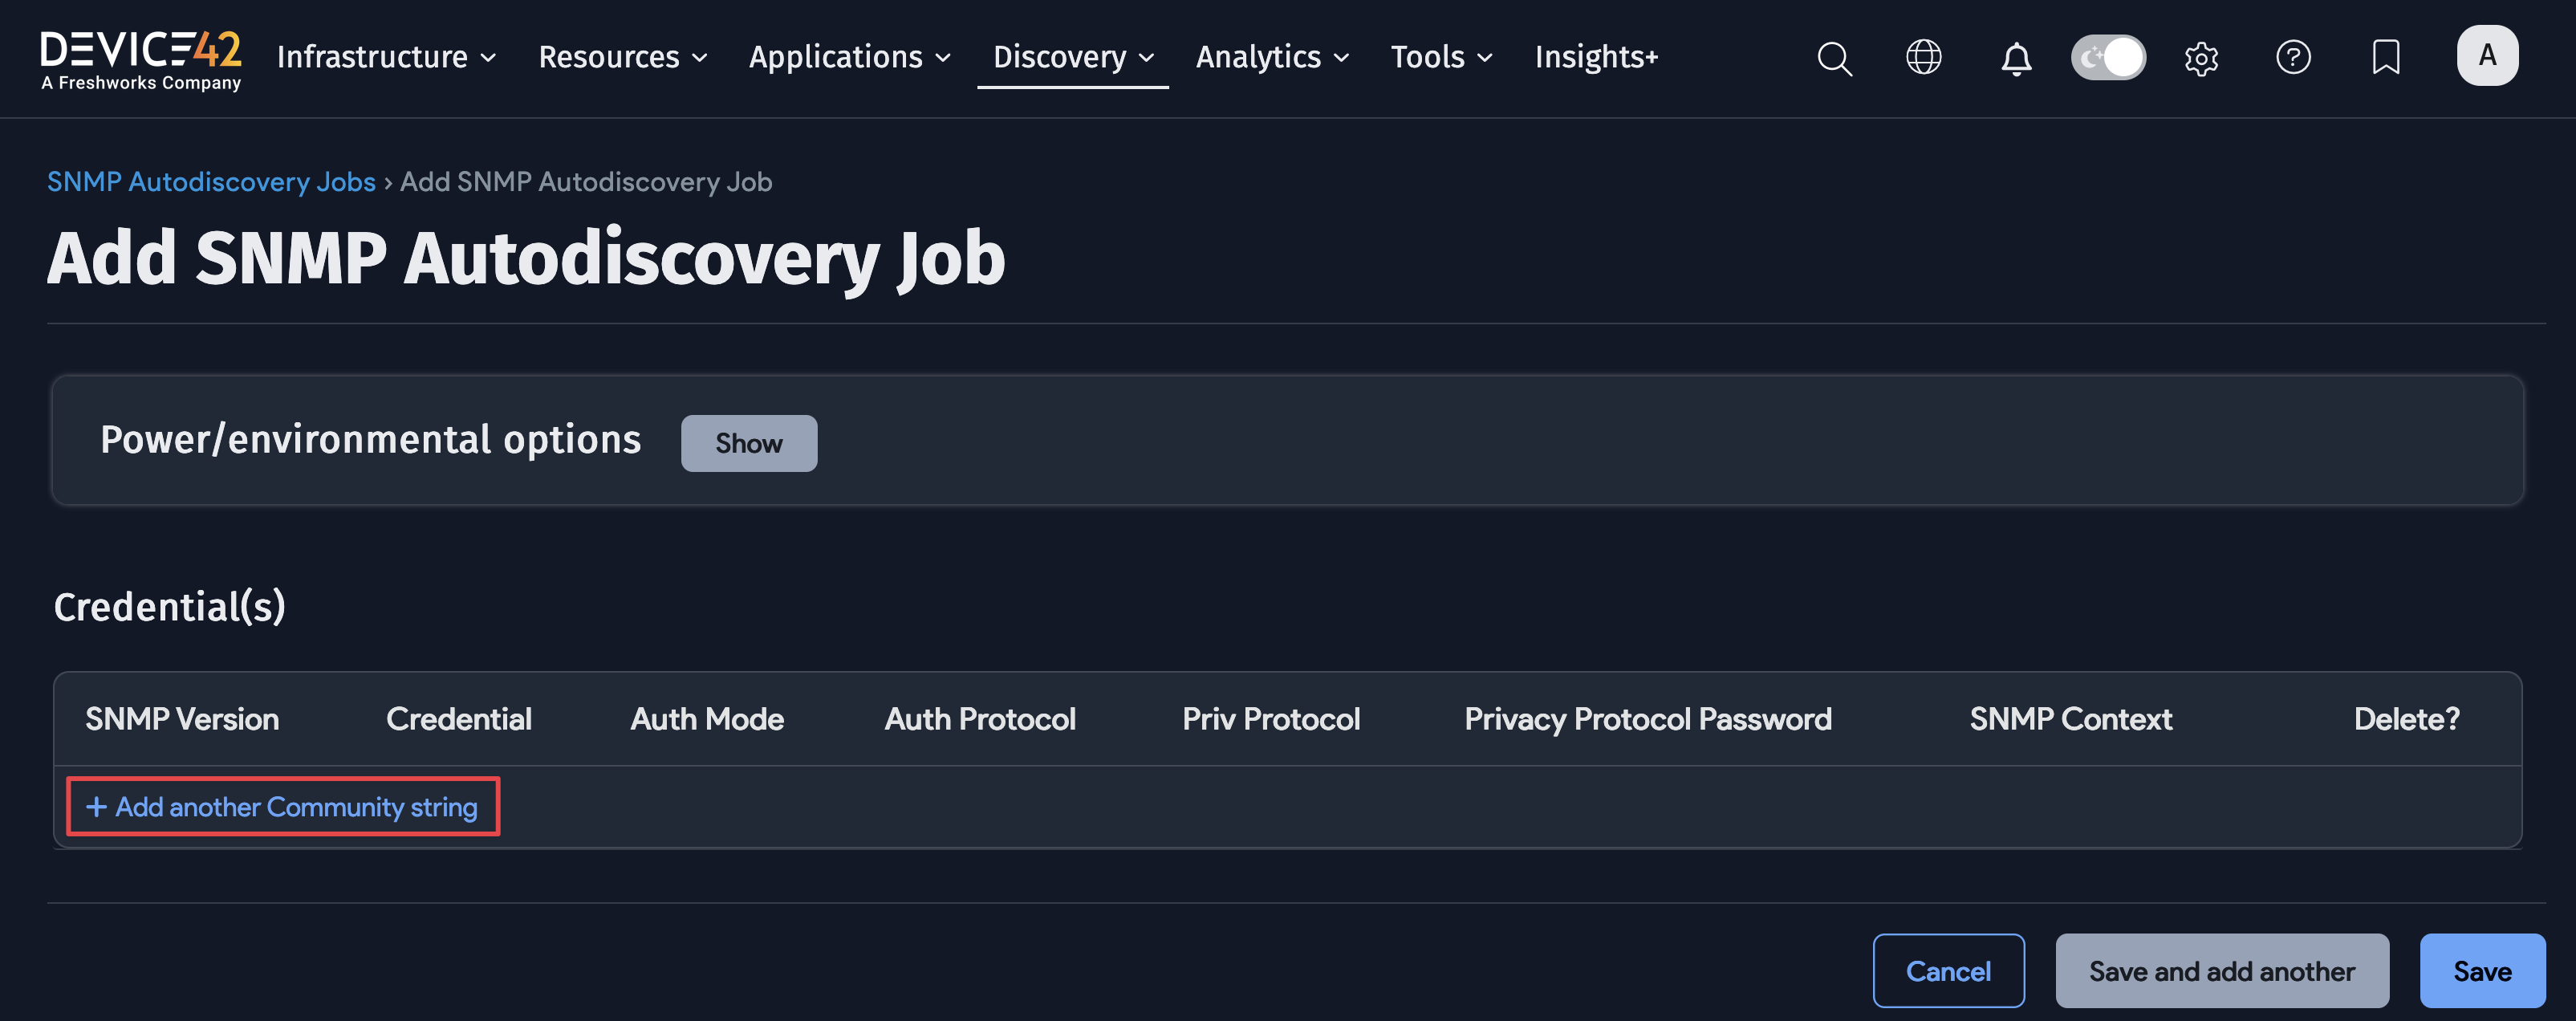 DEVICE42
A Freshworks Company
Infrastructure Resources Applications Discovery Analytics Tools Insights+
A
SNMP Autodiscovery Jobs › Add SNMP Autodiscovery Job
Add SNMP Autodiscovery Job
Power/environmental options Show
Credential(s)
SNMP Version Credential Auth Mode Auth Protocol Priv Protocol Privacy Protocol Password SNMP Context Delete?
+ Add another Community string
Cancel Save and add another Save